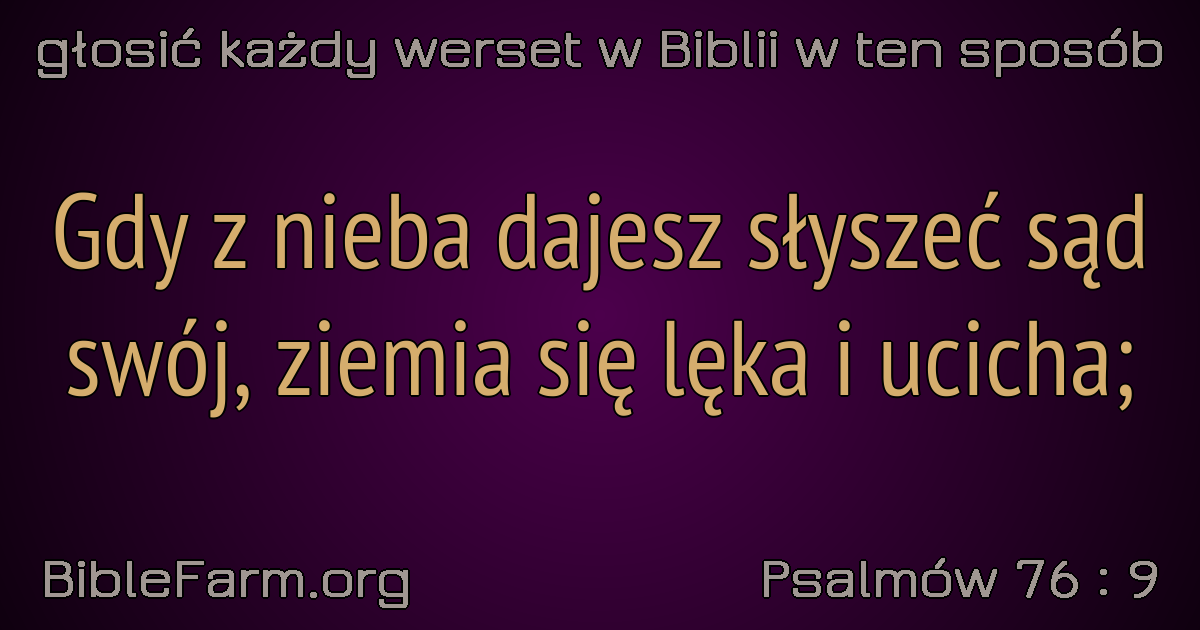 głosić każdy werset w Biblii w ten sposób
Gdy z nieba dajesz słyszeć sąd
swój, ziemia się lęka i ucicha;
BibleFarm.org
Psalmów 76 : 9